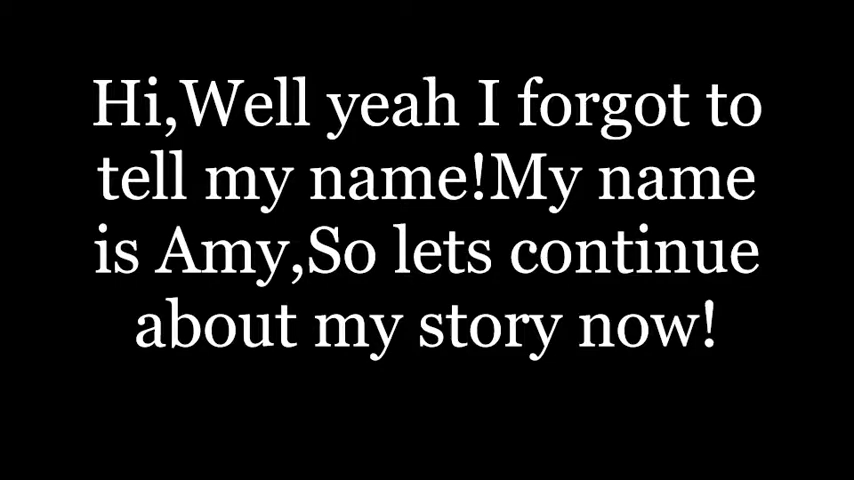 Hi,Well yeah I forgot to
tell my name!My name
is Amy,So lets continue
about my story now!